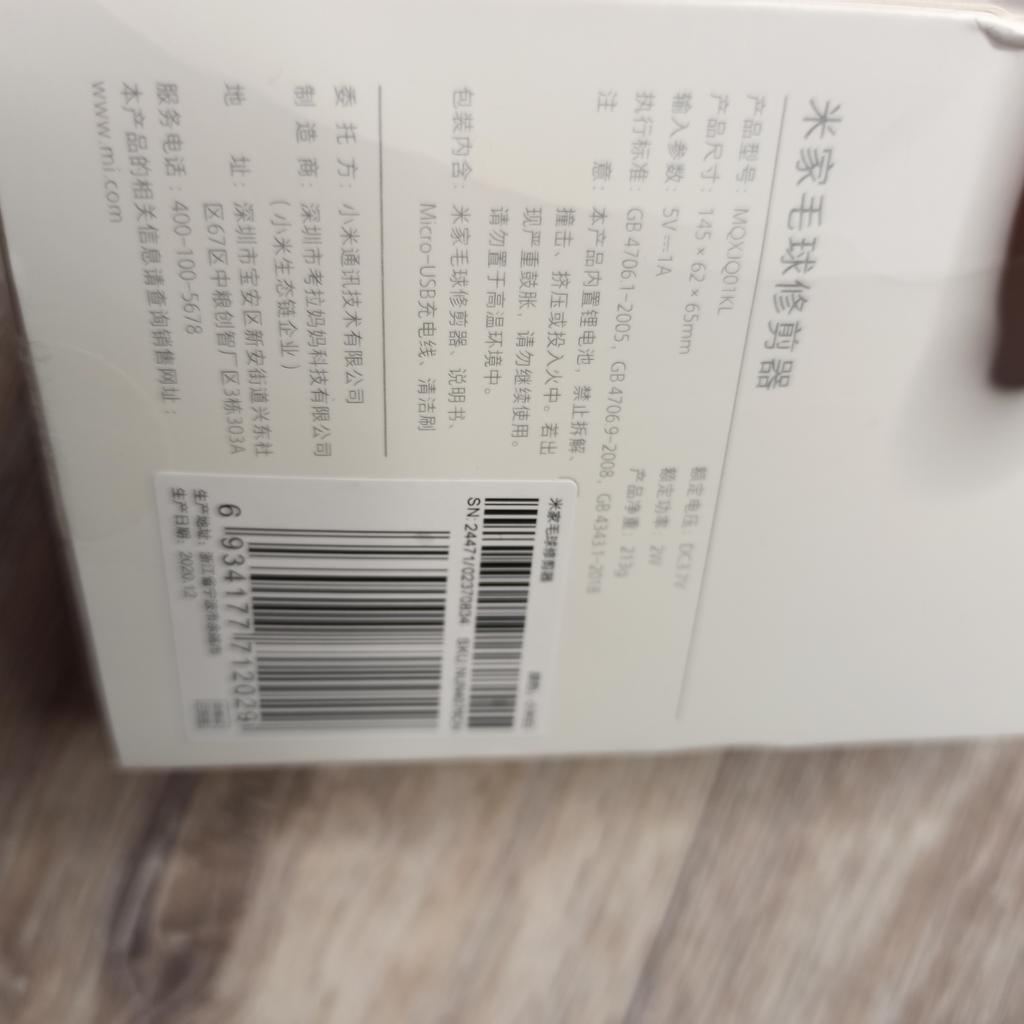 米家毛球修剪器
产品型号：MQXJQ01KL
产品尺寸：145×62×65mm
额定电压：DC3.7V
输入参数：5V⎓1A
额定功率：2W
执行标准：GB 4706.1-2005, GB 4706.9-2008, GB 4343.1-2018
产品净重：213g
注 意：本产品内置锂电池，禁止拆解、
撞击、挤压或投入火中。若出
现严重鼓胀，请勿继续使用。
请勿置于高温环境中。
包装内含：米家毛球修剪器、说明书、
Micro-USB充电线、清洁刷
委 托 方：小米通讯技术有限公司
制 造 商：深圳市考拉妈妈科技有限公司
（小米生态链企业）
地 址：深圳市宝安区新安街道兴东社
区67区中粮创智厂区3栋303A
服务电话：400-100-5678
本产品的相关信息请查询销售网址：
www.mi.com
米家毛球修剪器
SN:24471/02370834
6 934177 712029
生产地址：浙江省宁波市
生产日期：2020.12